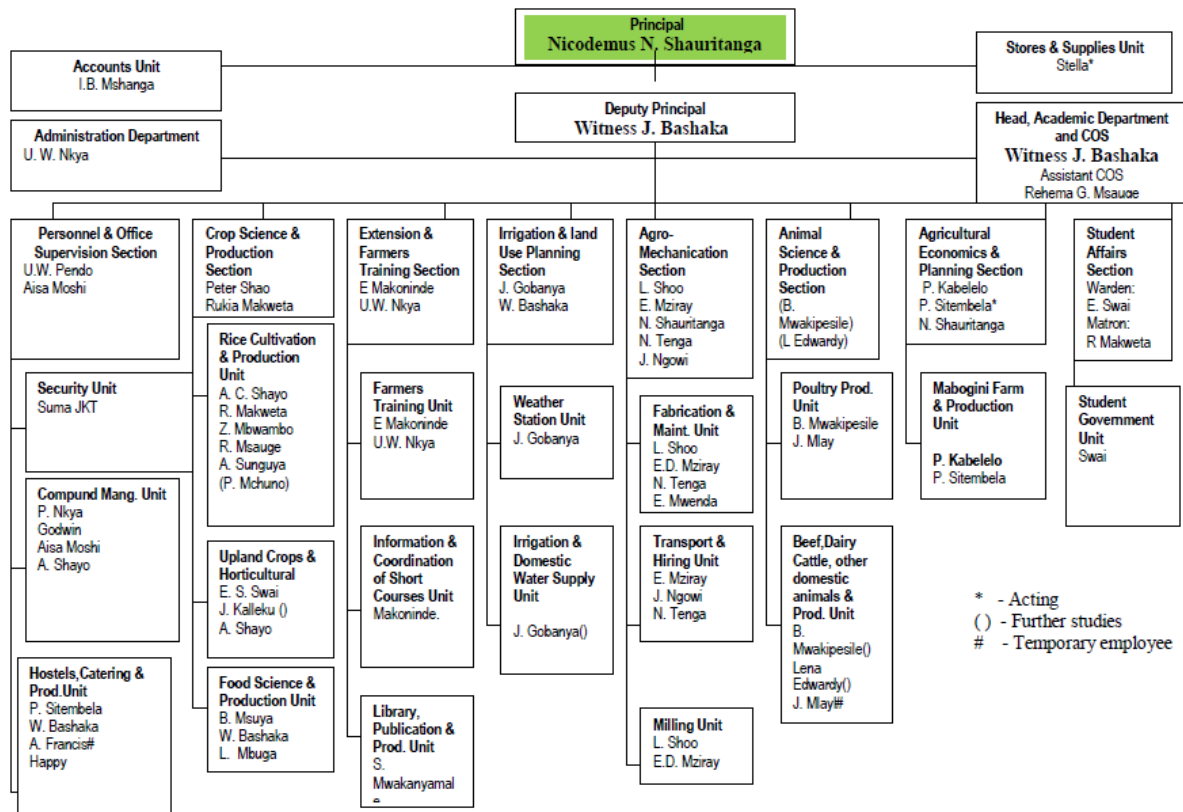 Principal
Nicodemus N. Shauritanga
Accounts Unit
I.B. Mshanga
Stores & Supplies Unit
Stella*
Deputy Principal
Witness J. Bashaka
Administration Department
U. W. Nkya
Head, Academic Department
and COS
Witness J. Bashaka
Assistant COS
Rehema G. Msauge
Personnel & Office
Supervision Section
U.W. Pendo
Aisa Moshi
Crop Science &
Production
Section
Peter Shao
Rukia Makweta
Extension &
Farmers
Training Section
E Makoninde
U.W. Nkya
Irrigation & land
Use Planning
Section
J. Gobanya
W. Bashaka
Agro-
Mechanication
Section
L. Shoo
E. Mziray
N. Shauritanga
N. Tenga
J. Ngowi
Animal
Science &
Production
Section
(B.
Mwakipesile)
(L Edwardy)
Agricultural
Economics &
Planning Section
P. Kabelelo
P. Sitembela*
N. Shauritanga
Student
Affairs
Section
Warden:
E. Swai
Matron:
R Makweta
Security Unit
Suma JKT
Rice Cultivation
& Production
Unit
A. C. Shayo
R. Makweta
Z. Mbwambo
R. Msauge
A. Sunguya
(P. Mchuno)
Farmers
Training Unit
E Makoninde
U.W. Nkya
Weather
Station Unit
J. Gobanya
Fabrication &
Maint. Unit
L. Shoo
E.D. Mziray
N. Tenga
E. Mwenda
Poultry Prod.
Unit
B. Mwakipesile
J. Mlay
Mabogini Farm
& Production
Unit
P. Kabelelo
P. Sitembela
Student
Government
Unit
Swai
Compund Mang. Unit
P. Nkya
Godwin
Aisa Moshi
A. Shayo
Upland Crops &
Horticultural
E. S. Swai
J. Kalleku ()
A. Shayo
Information &
Coordination
of Short
Courses Unit
Makoninde.
Irrigation &
Domestic
Water Supply
Unit
J. Gobanya()
Transport &
Hiring Unit
E. Mziray
J. Ngowi
N. Tenga
Beef,Dairy
Cattle, other
domestic
animals &
Prod. Unit
B.
Mwakipesile()
Lena
Edwardy()
J. Mlay#
* - Acting
( ) - Further studies
# - Temporary employee
Hostels,Catering &
Prod.Unit
P. Sitembela
W. Bashaka
A. Francis#
Happy
Food Science &
Production Unit
B. Msuya
W. Bashaka
L. Mbuga
Library,
Publication &
Prod. Unit
S.
Mwakanyamal
e
Milling Unit
L. Shoo
E.D. Mziray